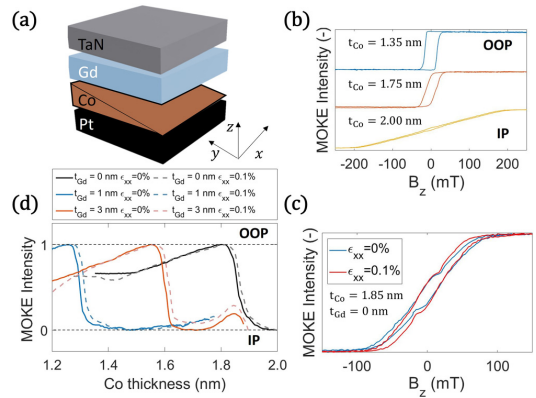 (a)
TaN
Gd
Co
Pt
z
y
x
(b)
MOKE Intensity (-)
t_Co = 1.35 nm
OOP
t_Co = 1.75 nm
t_Co = 2.00 nm
IP
-200 -100 0 100 200
B_z (mT)
t_Gd = 0 nm ε_xx=0%
t_Gd = 0 nm ε_xx=0.1%
t_Gd = 1 nm ε_xx=0%
t_Gd = 1 nm ε_xx=0.1%
t_Gd = 3 nm ε_xx=0%
t_Gd = 3 nm ε_xx=0.1%
(d)
MOKE Intensity
1
0
OOP
IP
1.2 1.4 1.6 1.8 2.0
Co thickness (nm)
(c)
MOKE Intensity (-)
ε_xx=0%
ε_xx=0.1%
t_Co = 1.85 nm
t_Gd = 0 nm
-100 0 100
B_z (mT)